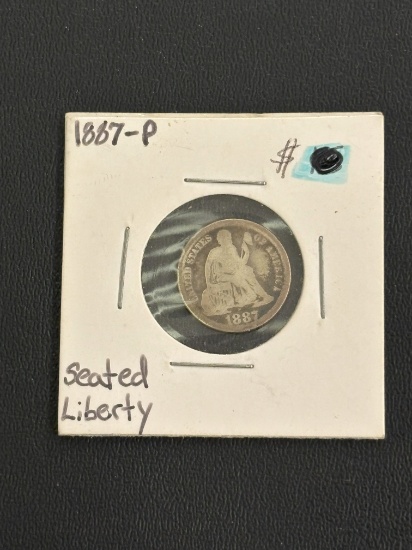 1887-P
$
UNITED STATES OF AMERICA
1887
Seated
Liberty